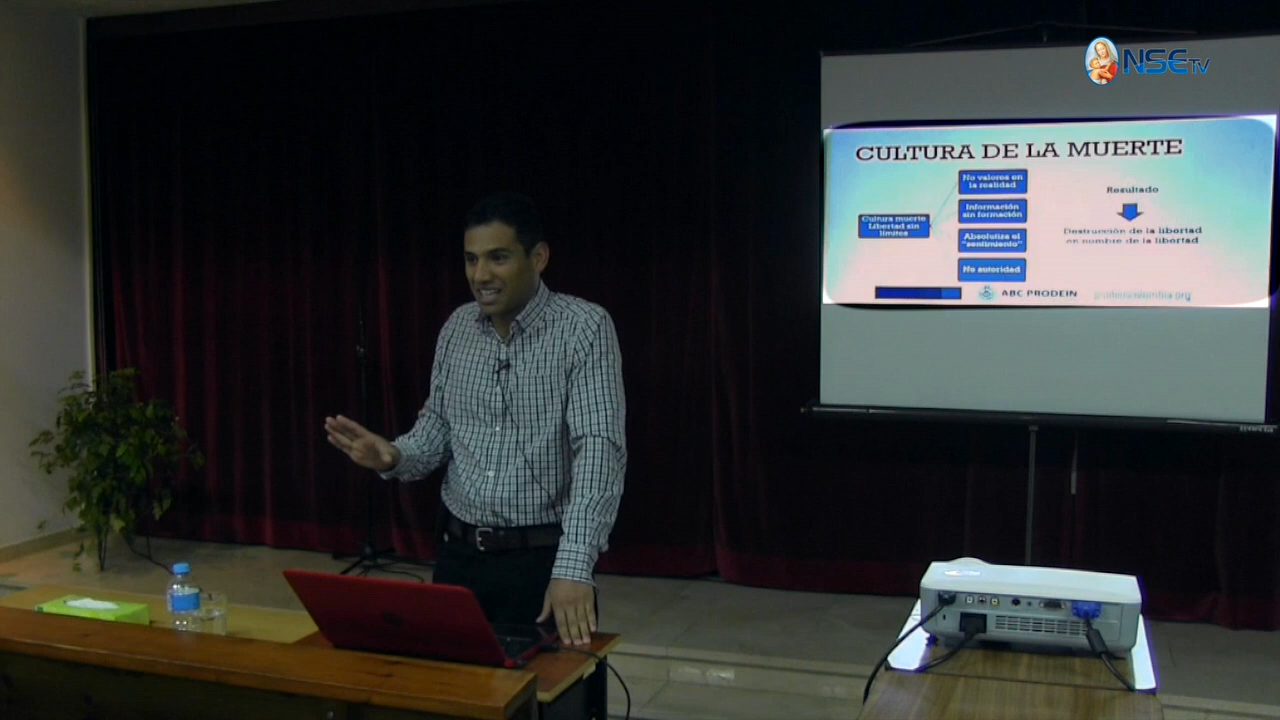 NSETV
CULTURA DE LA MUERTE
No valores en
la realidad
Información
sin formación
Cultura muerte
Libertad sin
límites
Absolutiza el
"sentimiento"
No autoridad
Resultado
Destrucción de la libertad
en nombre de la libertad
ABC PRODEIN